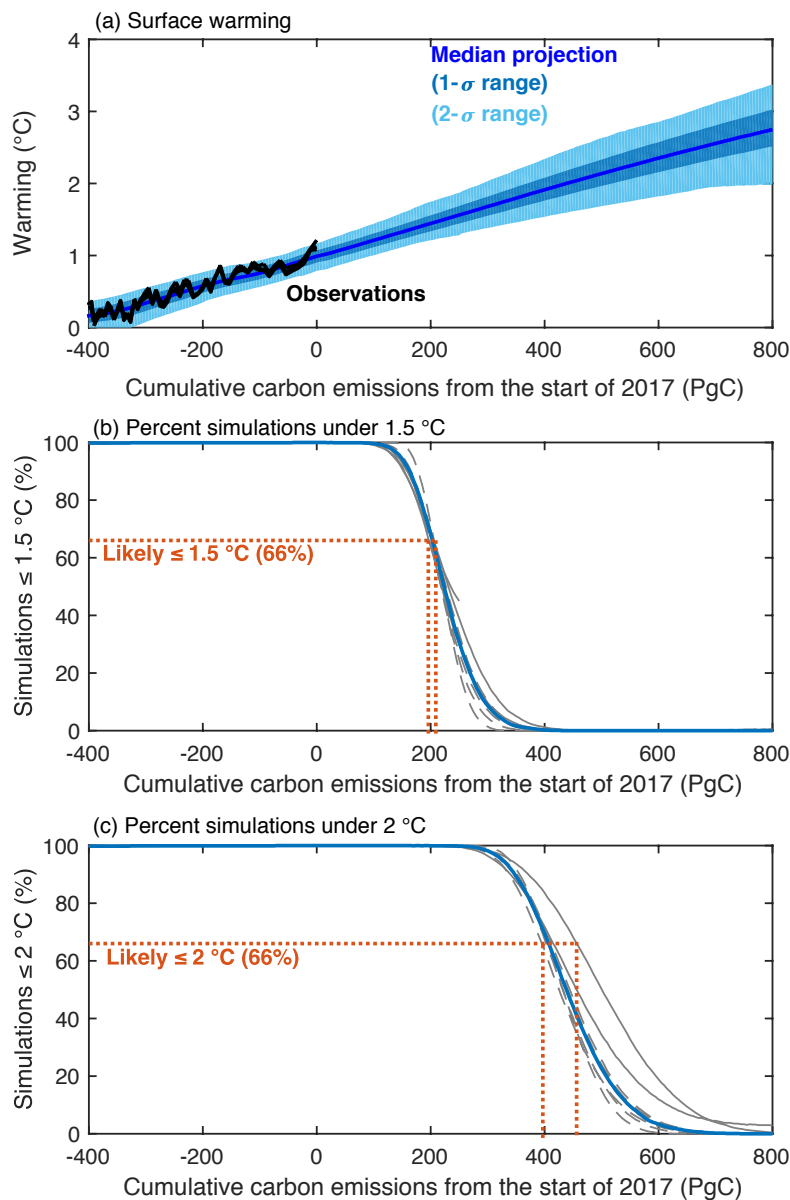 (a) Surface warming
4
3
2
1
0
Warming (°C)
Median projection
(1-σ range)
(2-σ range)
Observations
-400 -200 0 200 400 600 800
Cumulative carbon emissions from the start of 2017 (PgC)
(b) Percent simulations under 1.5 °C
100
80
60
40
20
0
Simulations ≤ 1.5 °C (%)
Likely ≤ 1.5 °C (66%)
-400 -200 0 200 400 600 800
Cumulative carbon emissions from the start of 2017 (PgC)
(c) Percent simulations under 2 °C
100
80
60
40
20
0
Simulations ≤ 2 °C (%)
Likely ≤ 2 °C (66%)
-400 -200 0 200 400 600 800
Cumulative carbon emissions from the start of 2017 (PgC)